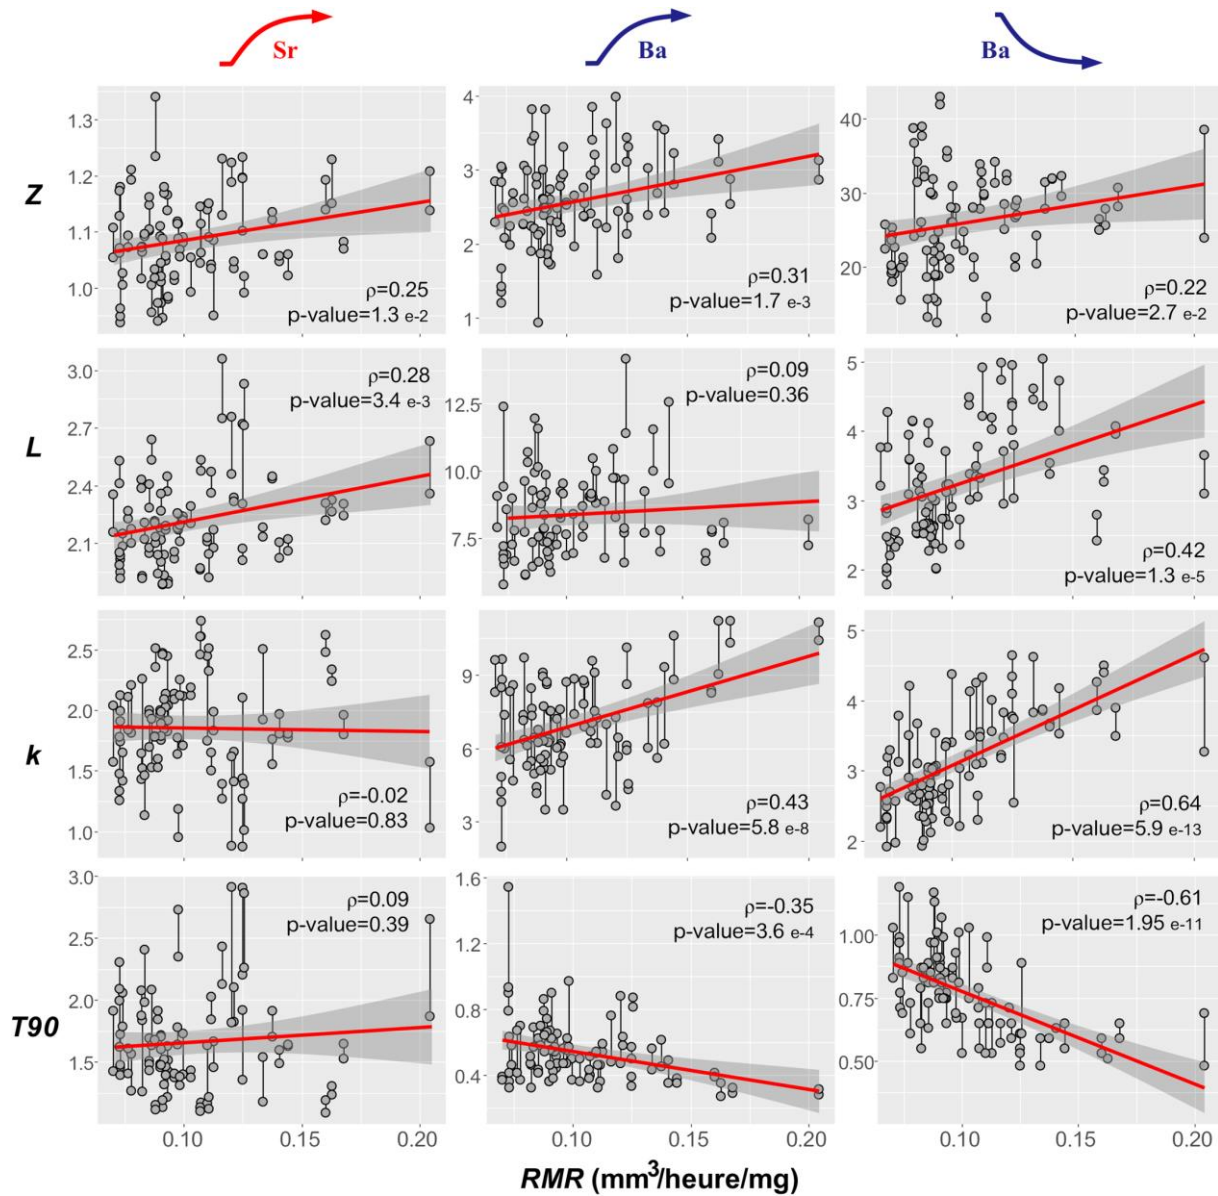 Sr
Ba
Ba
Z
1.3
1.2
1.1
1.0
ρ=0.25
p-value=1.3 e-2
4
3
2
1
ρ=0.31
p-value=1.7 e-3
40
30
20
ρ=0.22
p-value=2.7 e-2
L
3.0
2.7
2.4
2.1
ρ=0.28
p-value=3.4 e-3
12.5
10.0
7.5
ρ=0.09
p-value=0.36
5
4
3
2
ρ=0.42
p-value=1.3 e-5
k
2.5
2.0
1.5
1.0
ρ=-0.02
p-value=0.83
9
6
3
ρ=0.43
p-value=5.8 e-8
5
4
3
2
ρ=0.64
p-value=5.9 e-13
T90
3.0
2.5
2.0
1.5
ρ=0.09
p-value=0.39
1.6
1.2
0.8
0.4
ρ=-0.35
p-value=3.6 e-4
1.00
0.75
0.50
ρ=-0.61
p-value=1.95 e-11
0.10 0.15 0.20
0.10 0.15 0.20
0.10 0.15 0.20
RMR (mm³/heure/mg)